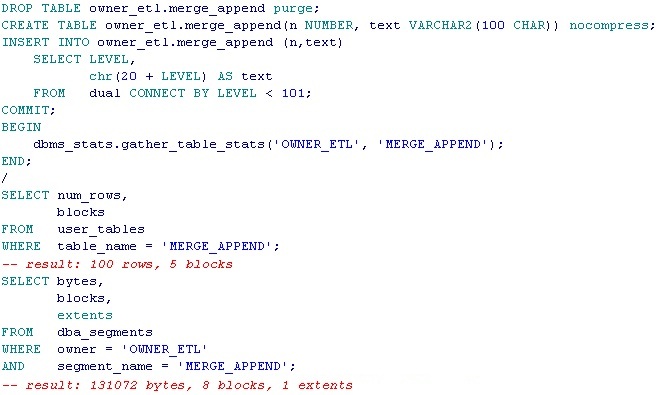 DROP TABLE owner_etl.merge_append purge;
CREATE TABLE owner_etl.merge_append(n NUMBER, text VARCHAR2(100 CHAR)) nocompress;
INSERT INTO owner_etl.merge_append (n,text)
    SELECT LEVEL,
           chr(20 + LEVEL) AS text
    FROM   dual CONNECT BY LEVEL < 101;
COMMIT;
BEGIN
    dbms_stats.gather_table_stats('OWNER_ETL', 'MERGE_APPEND');
END;
/
SELECT num_rows,
       blocks
FROM   user_tables
WHERE  table_name = 'MERGE_APPEND';
-- result: 100 rows, 5 blocks
SELECT bytes,
       blocks,
       extents
FROM   dba_segments
WHERE  owner = 'OWNER_ETL'
AND    segment_name = 'MERGE_APPEND';
-- result: 131072 bytes, 8 blocks, 1 extents